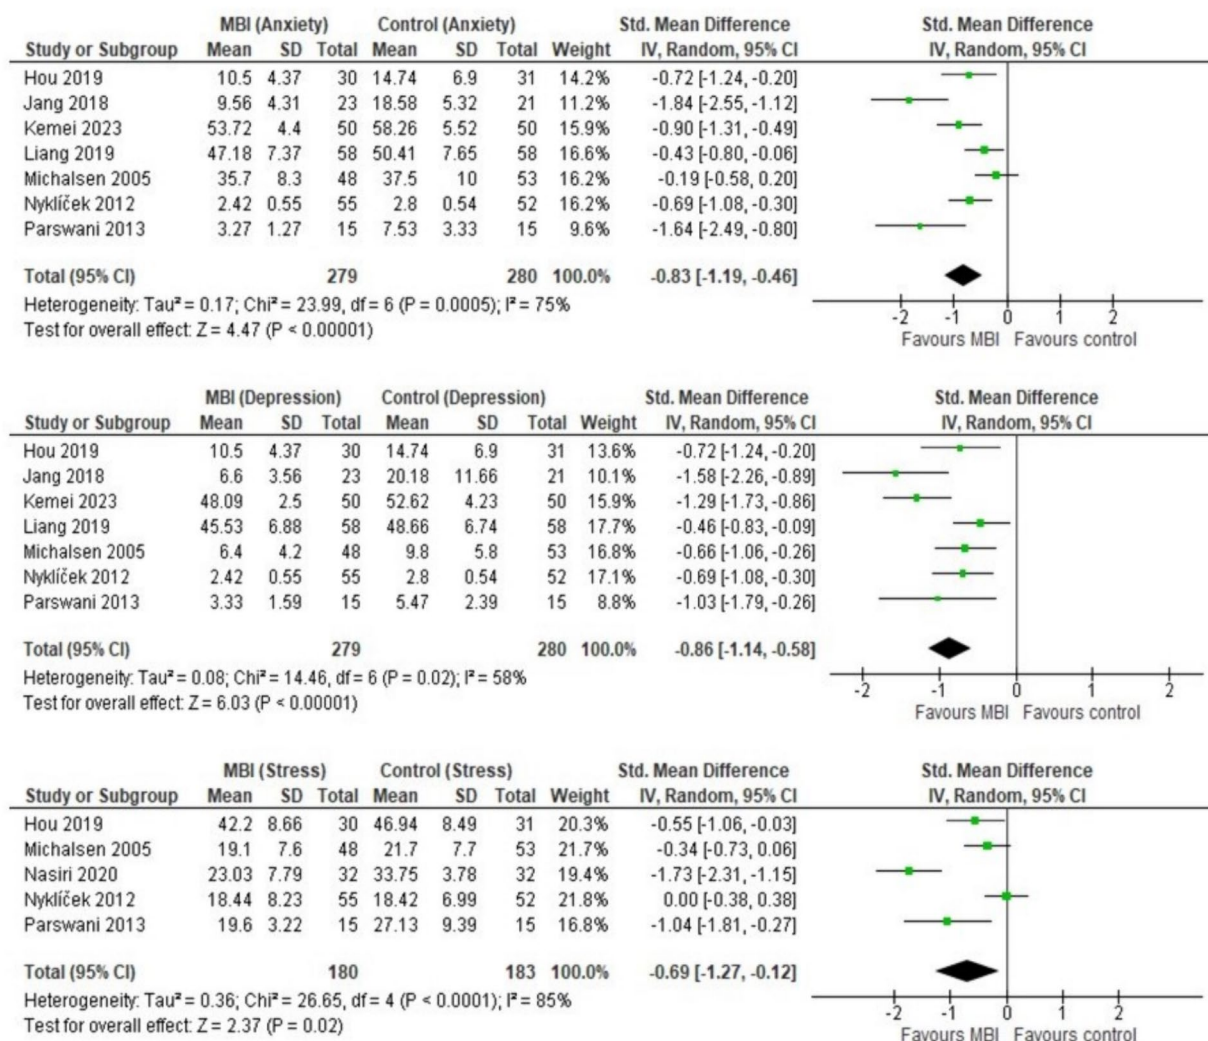 MBI (Anxiety) Control (Anxiety) Std. Mean Difference Std. Mean Difference
Study or Subgroup Mean SD Total Mean SD Total Weight IV, Random, 95% CI IV, Random, 95% CI
Hou 2019 10.5 4.37 30 14.74 6.9 31 14.2% -0.72 [-1.24, -0.20]
Jang 2018 9.56 4.31 23 18.58 5.32 21 11.2% -1.84 [-2.55, -1.12]
Kemei 2023 53.72 4.4 50 58.26 5.52 50 15.9% -0.90 [-1.31, -0.49]
Liang 2019 47.18 7.37 58 50.41 7.65 58 16.6% -0.43 [-0.80, -0.06]
Michalsen 2005 35.7 8.3 48 37.5 10 53 16.2% -0.19 [-0.58, 0.20]
Nyklíček 2012 2.42 0.55 55 2.8 0.54 52 16.2% -0.69 [-1.08, -0.30]
Parswani 2013 3.27 1.27 15 7.53 3.33 15 9.6% -1.64 [-2.49, -0.80]
Total (95% CI) 279 280 100.0% -0.83 [-1.19, -0.46]
Heterogeneity: Tau² = 0.17; Chi² = 23.99, df = 6 (P = 0.0005); I² = 75%
Test for overall effect: Z = 4.47 (P < 0.00001)
-2 -1 0 1 2
Favours MBI Favours control
MBI (Depression) Control (Depression) Std. Mean Difference Std. Mean Difference
Study or Subgroup Mean SD Total Mean SD Total Weight IV, Random, 95% CI IV, Random, 95% CI
Hou 2019 10.5 4.37 30 14.74 6.9 31 13.6% -0.72 [-1.24, -0.20]
Jang 2018 6.6 3.56 23 20.18 11.66 21 10.1% -1.58 [-2.26, -0.89]
Kemei 2023 48.09 2.5 50 52.62 4.23 50 15.9% -1.29 [-1.73, -0.86]
Liang 2019 45.53 6.88 58 48.66 6.74 58 17.7% -0.46 [-0.83, -0.09]
Michalsen 2005 6.4 4.2 48 9.8 5.8 53 16.8% -0.66 [-1.06, -0.26]
Nyklíček 2012 2.42 0.55 55 2.8 0.54 52 17.1% -0.69 [-1.08, -0.30]
Parswani 2013 3.33 1.59 15 5.47 2.39 15 8.8% -1.03 [-1.79, -0.26]
Total (95% CI) 279 280 100.0% -0.86 [-1.14, -0.58]
Heterogeneity: Tau² = 0.08; Chi² = 14.46, df = 6 (P = 0.02); I² = 58%
Test for overall effect: Z = 6.03 (P < 0.00001)
-2 -1 0 1 2
Favours MBI Favours control
MBI (Stress) Control (Stress) Std. Mean Difference Std. Mean Difference
Study or Subgroup Mean SD Total Mean SD Total Weight IV, Random, 95% CI IV, Random, 95% CI
Hou 2019 42.2 8.66 30 46.94 8.49 31 20.3% -0.55 [-1.06, -0.03]
Michalsen 2005 19.1 7.6 48 21.7 7.7 53 21.7% -0.34 [-0.73, 0.06]
Nasiri 2020 23.03 7.79 32 33.75 3.78 32 19.4% -1.73 [-2.31, -1.15]
Nyklíček 2012 18.44 8.23 55 18.42 6.99 52 21.8% 0.00 [-0.38, 0.38]
Parswani 2013 19.6 3.22 15 27.13 9.39 15 16.8% -1.04 [-1.81, -0.27]
Total (95% CI) 180 183 100.0% -0.69 [-1.27, -0.12]
Heterogeneity: Tau² = 0.36; Chi² = 26.65, df = 4 (P < 0.0001); I² = 85%
Test for overall effect: Z = 2.37 (P = 0.02)
-2 -1 0 1 2
Favours MBI Favours control